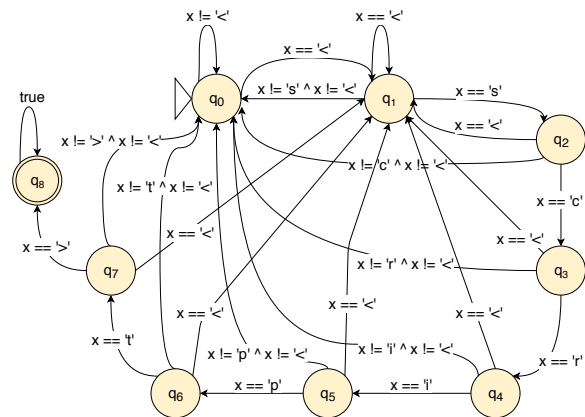 x != '<'
x == '<'
x == '<'
q0
x != 's' ^ x != '<'
q1
x == 's'
true
x != '>' ^ x != '<'
x == '<'
q2
x != 'c' ^ x != '<'
q8
x != 't' ^ x != '<'
x == 'c'
x == '>'
x == '<'
x == '<'
q7
x != 'r' ^ x != '<'
q3
x == '<'
x == '<'
x == '<'
x == 't'
x != 'p' ^ x != '<'
x != 'i' ^ x != '<'
x == 'r'
q6
x == 'p'
q5
x == 'i'
q4